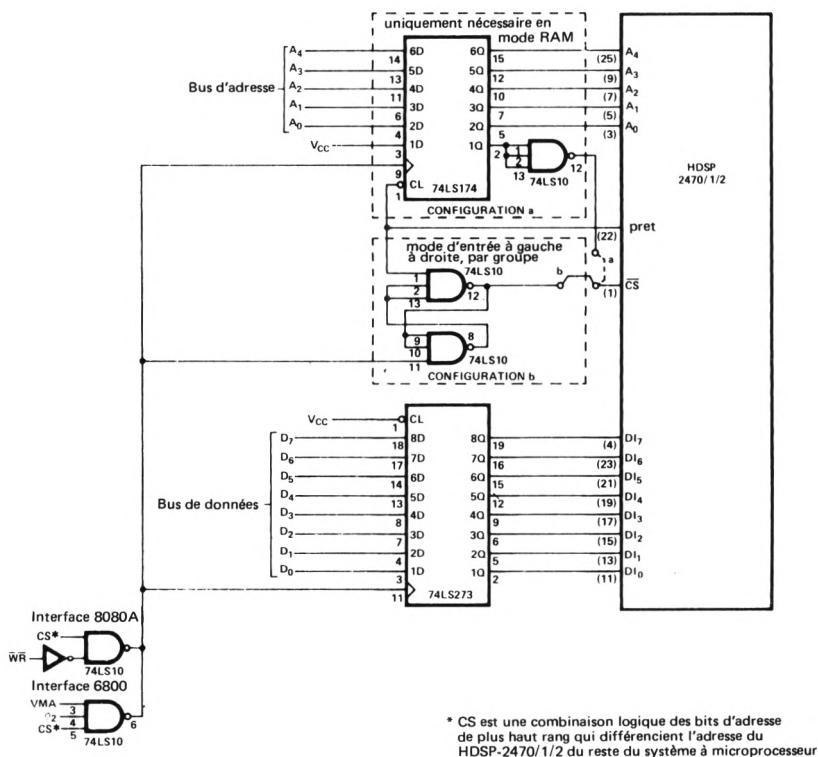 uniquement nécessaire en
mode RAM
Bus d'adresse
A4 14 6D 6Q 15 (25) A4
A3 13 5D 5Q 12 (9) A3
A2 11 4D 4Q 10 (7) A2
A1 6 3D 3Q 7 (5) A1
A0 4 2D 2Q 5 (3) A0
VCC 3 1D 1Q 2
1 2 13 12
74LS10
9
CL
1
74LS174
CONFIGURATION a
HDSP
2470/1/2
pret
(22)
mode d'entrée à gauche
à droite, par groupe
74LS10
1
2
13
12
b
a
(1) CS
8
9
10
11
74LS10
CONFIGURATION b
VCC 1 CL
Bus de données
D7 18 8D 8Q 19 (4) DI7
D6 17 7D 7Q 16 (23) DI6
D5 14 6D 6Q 15 (21) DI5
D4 13 5D 5Q 12 (19) DI4
D3 8 4D 4Q 9 (17) DI3
D2 7 3D 3Q 6 (15) DI2
D1 4 2D 2Q 5 (13) DI1
D0 3 1D 1Q 2 (11) DI0
11
74LS273
Interface 8080A
CS*
WR
74LS10
Interface 6800
VMA 3
2 4
CS* 5
6
74LS10
* CS est une combinaison logique des bits d'adresse
de plus haut rang qui différencient l'adresse du
HDSP-2470/1/2 du reste du système à microprocesseur